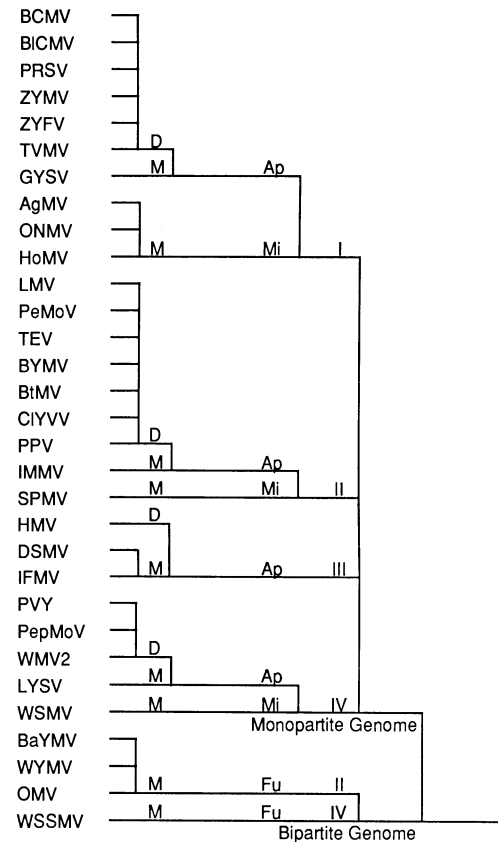 BCMV
BICMV
PRSV
ZYMV
ZYFV
D
TVMV
M Ap
GYSV
AgMV
ONMV
M Mi I
HoMV
LMV
PeMoV
TEV
BYMV
BtMV
CIYVV
D
PPV
M Ap
IMMV
M Mi II
SPMV
D
HMV
DSMV
M Ap III
IFMV
PVY
PepMoV
D
WMV2
M Ap
LYSV
M Mi IV
WSMV
Monopartite Genome
BaYMV
WYMV
M Fu II
OMV
M Fu IV
WSSMV
Bipartite Genome